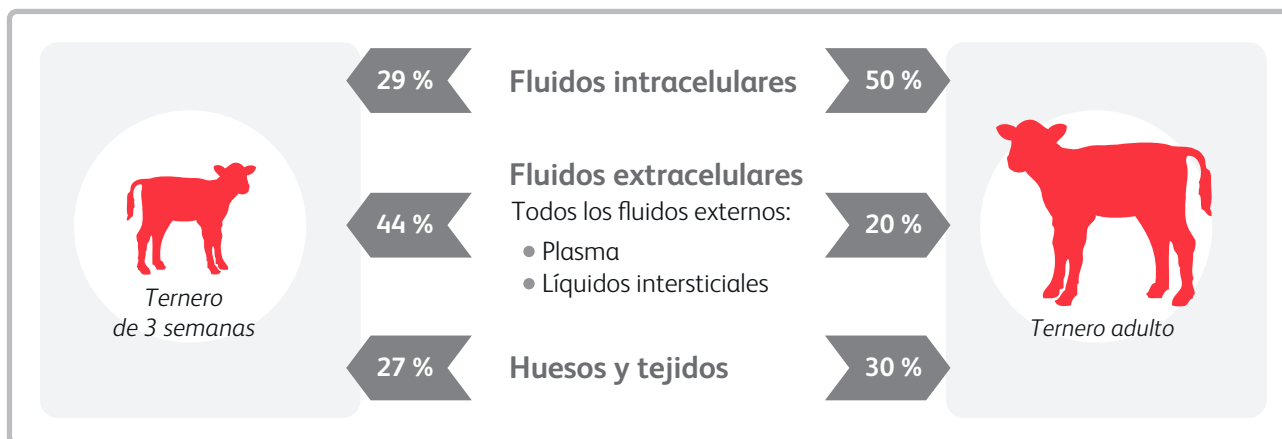 29 %
Fluidos intracelulares
50 %
Fluidos extracelulares
Todos los fluidos externos:
44 %
20 %
• Plasma
• Líquidos intersticiales
Ternero
de 3 semanas
Ternero adulto
27 %
Huesos y tejidos
30 %